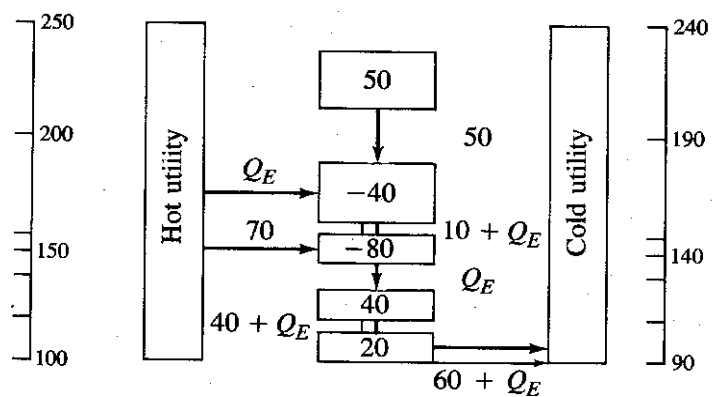 250
200
150
100
Hot utility
50
50
Q_E
−40
70
−80
10 + Q_E
Q_E
40
40 + Q_E
20
60 + Q_E
Cold utility
240
190
140
90